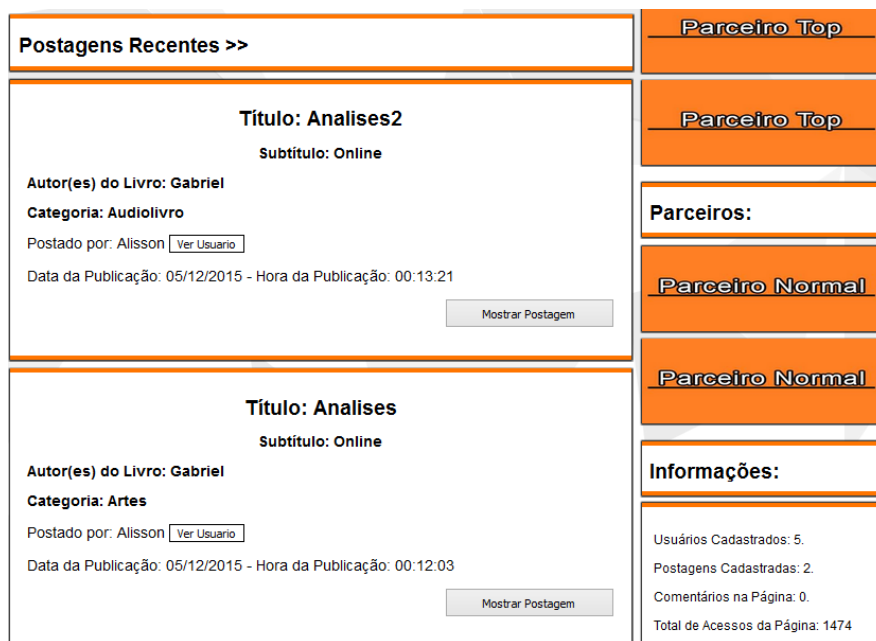 Postagens Recentes >>
Título: Analises2
Subtítulo: Online
Autor(es) do Livro: Gabriel
Categoria: Audiolivro
Postado por: Alisson Ver Usuario
Data da Publicação: 05/12/2015 - Hora da Publicação: 00:13:21
Mostrar Postagem
Título: Analises
Subtítulo: Online
Autor(es) do Livro: Gabriel
Categoria: Artes
Postado por: Alisson Ver Usuario
Data da Publicação: 05/12/2015 - Hora da Publicação: 00:12:03
Mostrar Postagem
Parceiro Top
Parceiro Top
Parceiros:
Parceiro Normal
Parceiro Normal
Informações:
Usuários Cadastrados: 5.
Postagens Cadastradas: 2.
Comentários na Página: 0.
Total de Acessos da Página: 1474